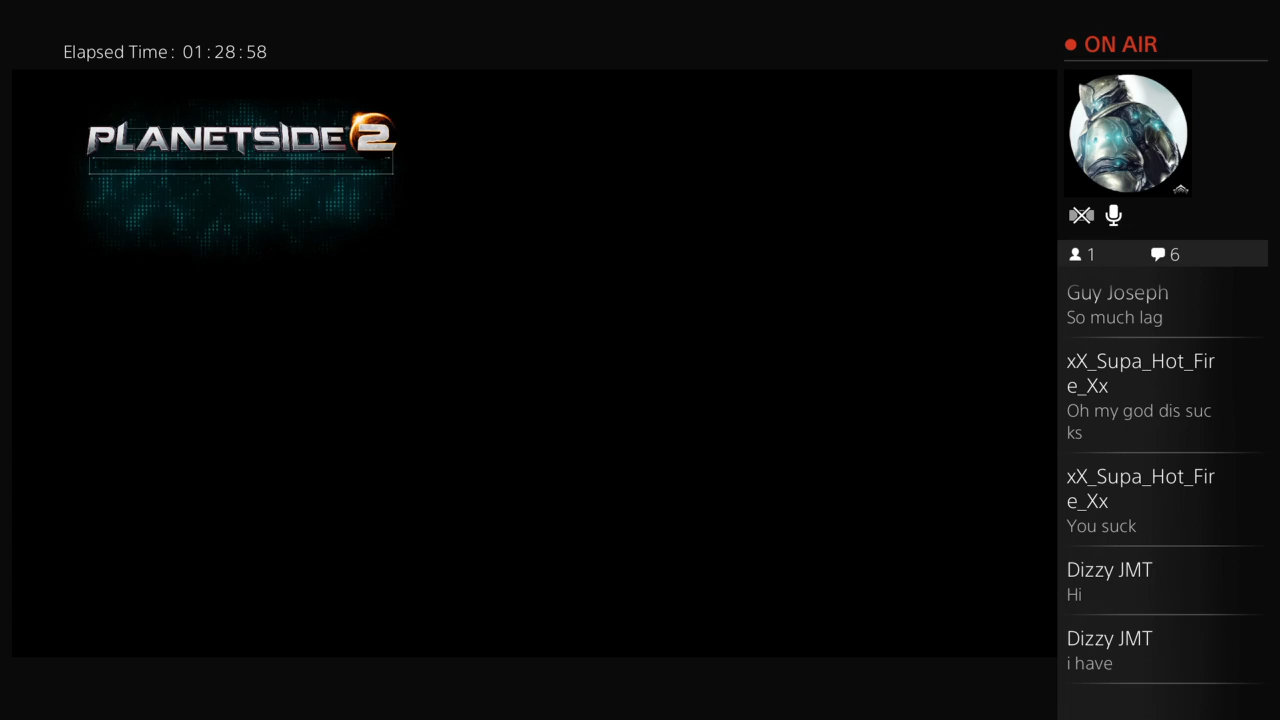 Elapsed Time: 01:28:58
ON AIR
PLANETSIDE 2
1 6
Guy Joseph
So much lag
xX_Supa_Hot_Fir
e_Xx
Oh my god dis suc
ks
xX_Supa_Hot_Fir
e_Xx
You suck
Dizzy JMT
Hi
Dizzy JMT
i have